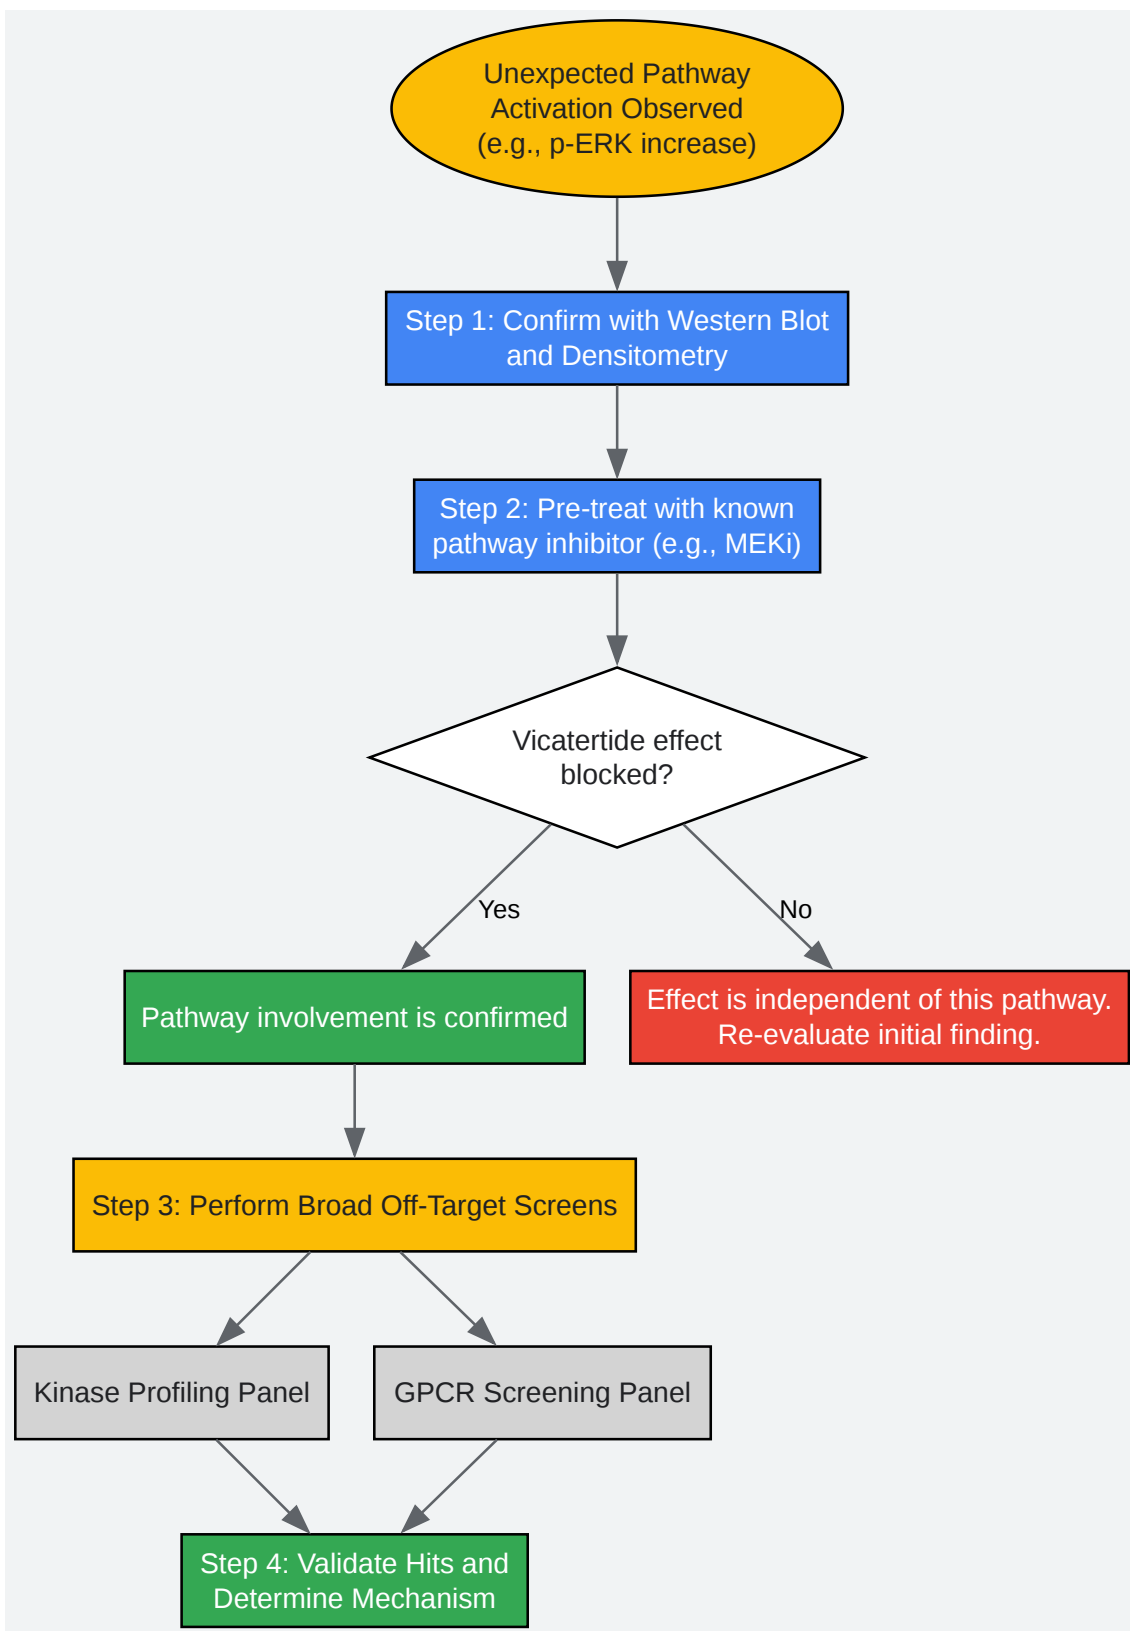 Unexpected Pathway
Activation Observed
(e.g., p-ERK increase)
Step 1: Confirm with Western Blot
and Densitometry
Step 2: Pre-treat with known
pathway inhibitor (e.g., MEKi)
Vicatertide effect
blocked?
Yes
No
Pathway involvement is confirmed
Effect is independent of this pathway.
Re-evaluate initial finding.
Step 3: Perform Broad Off-Target Screens
Kinase Profiling Panel
GPCR Screening Panel
Step 4: Validate Hits and
Determine Mechanism